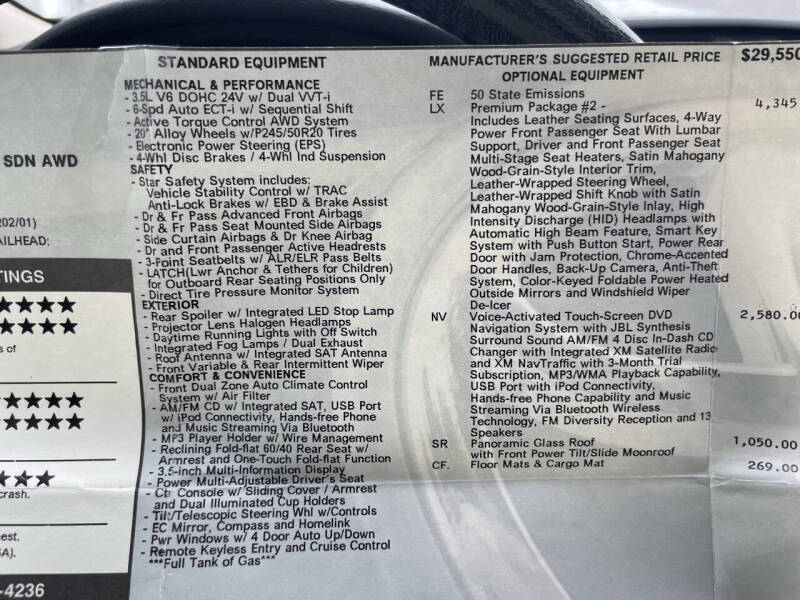 SDN AWD
202/01)
AILHEAD;
TINGS
★★★★
★★★★
s of
★★★★★
★★★★★
★★★
crash.
est.
A).
-4236
STANDARD EQUIPMENT
MECHANICAL & PERFORMANCE
- 3.5L V6 DOHC 24V w/ Dual VVT-i
- 6-Spd Auto ECT-i w/ Sequential Shift
- Active Torque Control AWD System
- 20" Alloy Wheels w/P245/50R20 Tires
- Electronic Power Steering (EPS)
- 4-Whl Disc Brakes / 4-Whl Ind Suspension
SAFETY
- Star Safety System includes:
Vehicle Stability Control w/ TRAC
Anti-Lock Brakes w/ EBD & Brake Assist
- Dr & Fr Pass Advanced Front Airbags
- Dr & Fr Pass Seat Mounted Side Airbags
- Side Curtain Airbags & Dr Knee Airbag
- Dr and Front Passenger Active Headrests
- 3-Point Seatbelts w/ ALR/ELR Pass Belts
- LATCH(Lwr Anchor & Tethers for Children)
for Outboard Rear Seating Positions Only
- Direct Tire Pressure Monitor System
EXTERIOR
- Rear Spoiler w/ Integrated LED Stop Lamp
- Projector Lens Halogen Headlamps
- Daytime Running Lights with Off Switch
- Integrated Fog Lamps / Dual Exhaust
- Roof Antenna w/ Integrated SAT Antenna
- Front Variable & Rear Intermittent Wiper
COMFORT & CONVENIENCE
- Front Dual Zone Auto Climate Control
System w/ Air Filter
- AM/FM CD w/ Integrated SAT, USB Port
w/ iPod Connectivity, Hands-free Phone
and Music Streaming Via Bluetooth
- MP3 Player Holder w/ Wire Management
- Reclining Fold-flat 60/40 Rear Seat w/
Armrest and One-Touch Fold-flat Function
- 3.5-inch Multi-Information Display
- Power Multi-Adjustable Driver's Seat
- Ctr Console w/ Sliding Cover / Armrest
and Dual Illuminated Cup Holders
- Tilt/Telescopic Steering Whl w/Controls
- EC Mirror, Compass and Homelink
- Pwr Windows w/ 4 Door Auto Up/Down
- Remote Keyless Entry and Cruise Control
***Full Tank of Gas***
MANUFACTURER'S SUGGESTED RETAIL PRICE $29,550
OPTIONAL EQUIPMENT
FE 50 State Emissions
LX Premium Package #2 - 4,345
Includes Leather Seating Surfaces, 4-Way
Power Front Passenger Seat With Lumbar
Support, Driver and Front Passenger Seat
Multi-Stage Seat Heaters, Satin Mahogany
Wood-Grain-Style Interior Trim,
Leather-Wrapped Steering Wheel,
Leather-Wrapped Shift Knob with Satin
Mahogany Wood-Grain-Style Inlay, High
Intensity Discharge (HID) Headlamps with
Automatic High Beam Feature, Smart Key
System with Push Button Start, Power Rear
Door with Jam Protection, Chrome-Accented
Door Handles, Back-Up Camera, Anti-Theft
System, Color-Keyed Foldable Power Heated
Outside Mirrors and Windshield Wiper
De-Icer
NV Voice-Activated Touch-Screen DVD 2,580.00
Navigation System with JBL Synthesis
Surround Sound AM/FM 4 Disc In-Dash CD
Changer with Integrated XM Satellite Radio
and XM NavTraffic with 3-Month Trial
Subscription, MP3/WMA Playback Capability,
USB Port with iPod Connectivity,
Hands-free Phone Capability and Music
Streaming Via Bluetooth Wireless
Technology, FM Diversity Reception and 13
Speakers
SR Panoramic Glass Roof 1,050.00
with Front Power Tilt/Slide Moonroof
CF. Floor Mats & Cargo Mat 269.00